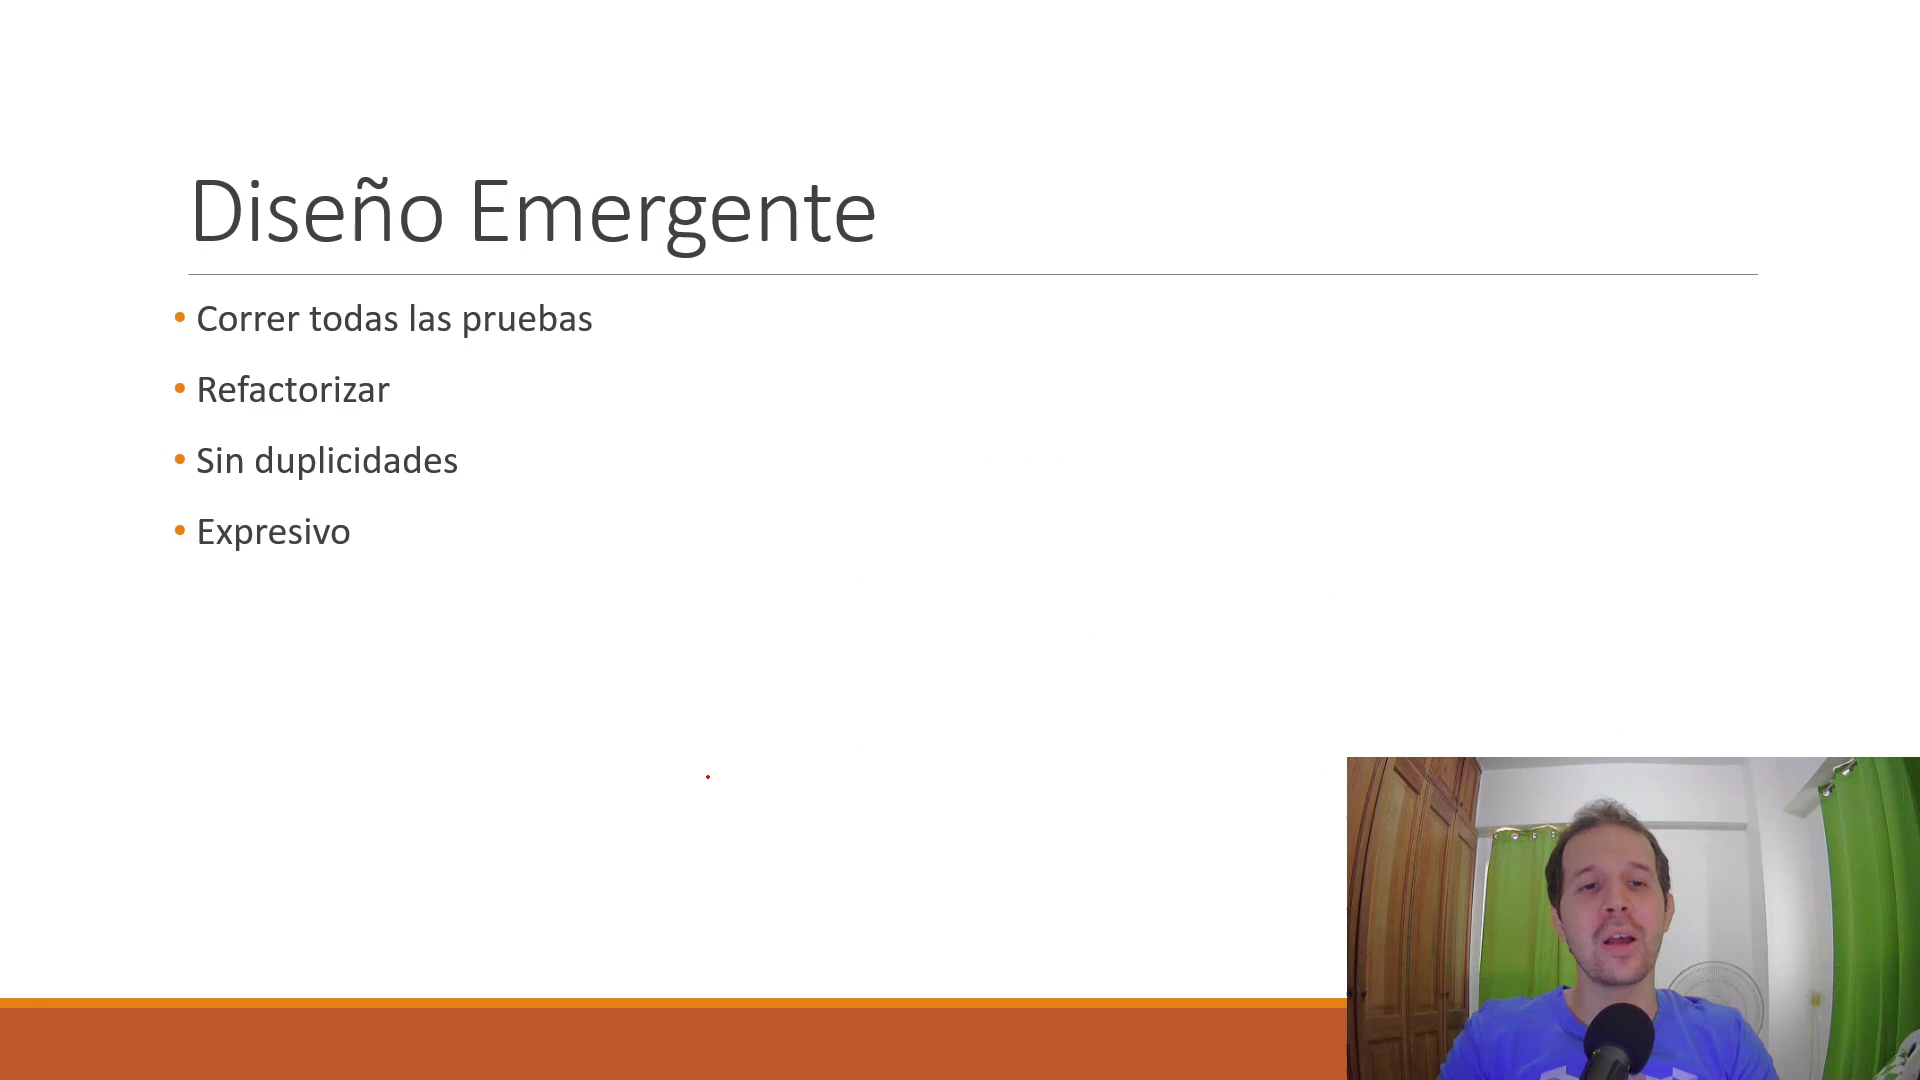 Diseño Emergente
• Correr todas las pruebas
• Refactorizar
• Sin duplicidades
• Expresivo